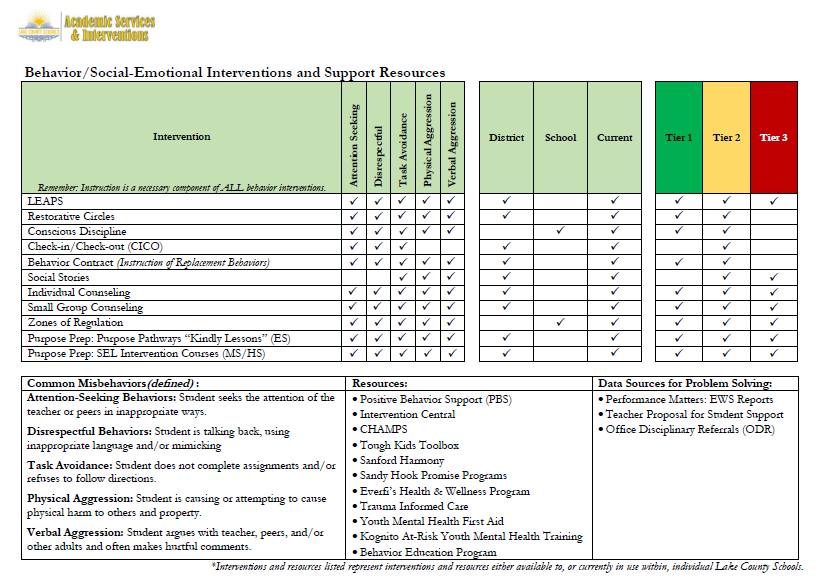 LAKE COUNTY SCHOOLS
Academic Services
& Interventions
Behavior/Social-Emotional Interventions and Support Resources
Intervention
Remember: Instruction is a necessary component of ALL behavior interventions.
Attention Seeking
Disrespectful
Task Avoidance
Physical Aggression
Verbal Aggression
District
School
Current
Tier 1
Tier 2
Tier 3
LEAPS ✓ ✓ ✓ ✓ ✓ ✓ ✓ ✓ ✓ ✓
Restorative Circles ✓ ✓ ✓ ✓ ✓ ✓ ✓ ✓ ✓
Conscious Discipline ✓ ✓ ✓ ✓ ✓ ✓ ✓ ✓ ✓
Check-in/Check-out (CICO) ✓ ✓ ✓ ✓ ✓ ✓
Behavior Contract (Instruction of Replacement Behaviors) ✓ ✓ ✓ ✓ ✓ ✓ ✓ ✓ ✓
Social Stories ✓ ✓ ✓ ✓ ✓ ✓ ✓
Individual Counseling ✓ ✓ ✓ ✓ ✓ ✓ ✓ ✓ ✓ ✓
Small Group Counseling ✓ ✓ ✓ ✓ ✓ ✓ ✓ ✓ ✓ ✓
Zones of Regulation ✓ ✓ ✓ ✓ ✓ ✓ ✓ ✓ ✓ ✓
Purpose Prep: Purpose Pathways “Kindly Lessons” (ES) ✓ ✓ ✓ ✓ ✓ ✓ ✓ ✓ ✓ ✓
Purpose Prep: SEL Intervention Courses (MS/HS) ✓ ✓ ✓ ✓ ✓ ✓ ✓ ✓ ✓ ✓
Common Misbehaviors(defined) :
Attention-Seeking Behaviors: Student seeks the attention of the
teacher or peers in inappropriate ways.
Disrespectful Behaviors: Student is talking back, using
inappropriate language and/or mimicking
Task Avoidance: Student does not complete assignments and/or
refuses to follow directions.
Physical Aggression: Student is causing or attempting to cause
physical harm to others and property.
Verbal Aggression: Student argues with teacher, peers, and/or
other adults and often makes hurtful comments.
Resources:
• Positive Behavior Support (PBS)
• Intervention Central
• CHAMPS
• Tough Kids Toolbox
• Sanford Harmony
• Sandy Hook Promise Programs
• Everfi’s Health & Wellness Program
• Trauma Informed Care
• Youth Mental Health First Aid
• Kognito At-Risk Youth Mental Health Training
• Behavior Education Program
Data Sources for Problem Solving:
• Performance Matters: EWS Reports
• Teacher Proposal for Student Support
• Office Disciplinary Referrals (ODR)
*Interventions and resources listed represent interventions and resources either available to, or currently in use within, individual Lake County Schools.